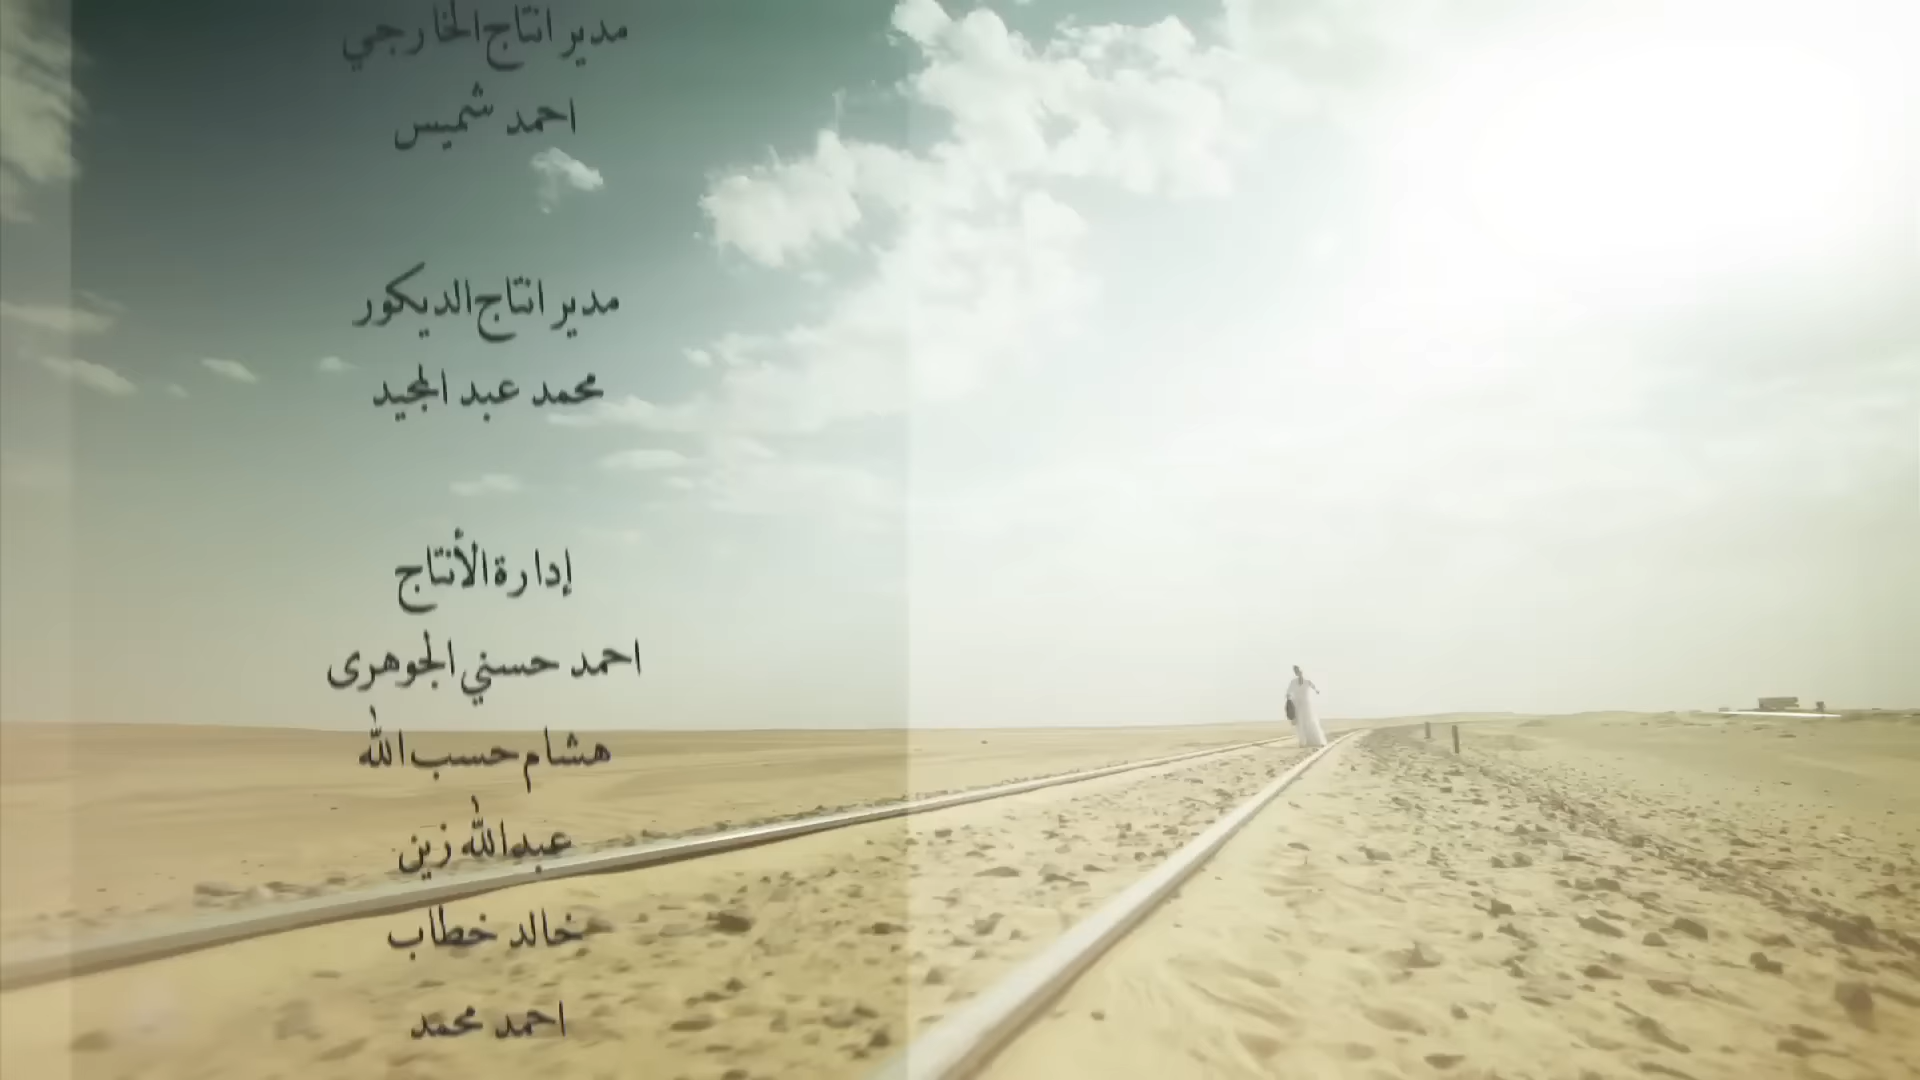 مدير انتاج الخارجي
احمد شميس
مدير انتاج الديكور
محمد عبد المجيد
إدارة الأنتاج
احمد حسني الجوهرى
هشام حسب الله
عبدالله زين
خالد خطاب
احمد محمد